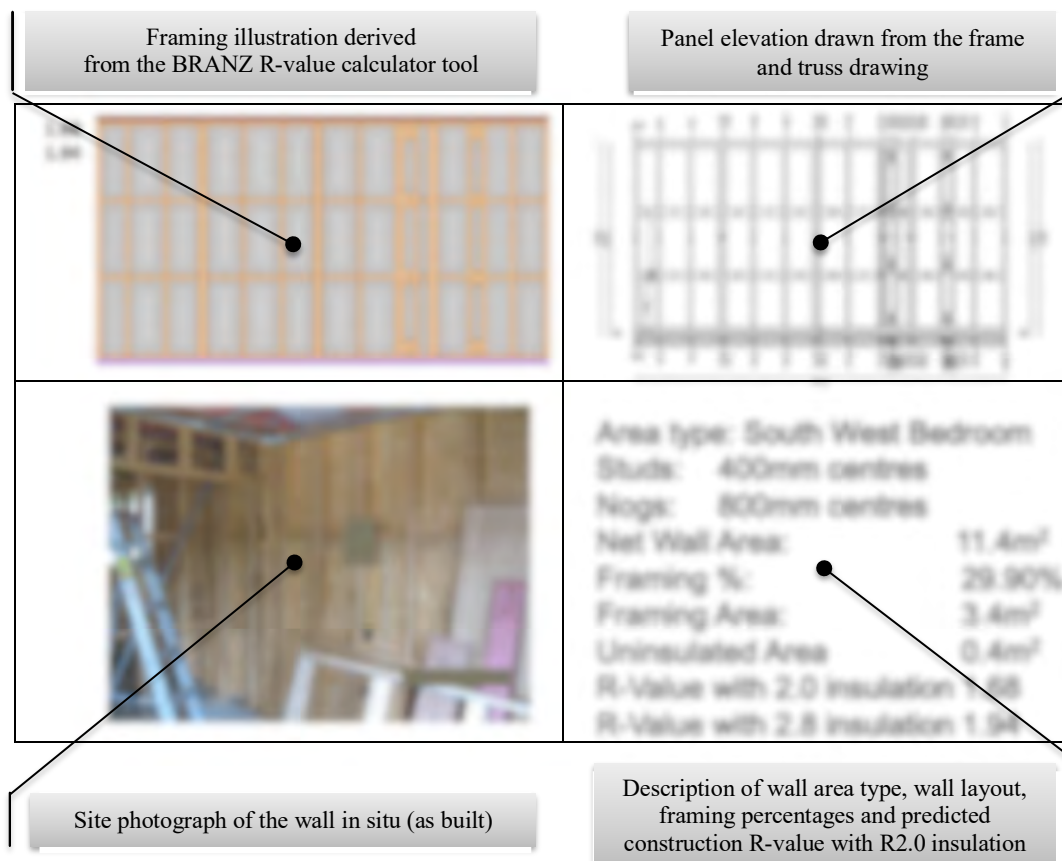 Framing illustration derived
from the BRANZ R-value calculator tool
Panel elevation drawn from the frame
and truss drawing
Area type: South West Bedroom
Studs: 400mm centres
Nogs: 800mm centres
Net Wall Area: 11.4m²
Framing %: 29.90%
Framing Area: 3.4m²
Uninsulated Area 0.4m²
R-Value with 2.0 insulation 1.68
R-Value with 2.8 insulation 1.94
Site photograph of the wall in situ (as built)
Description of wall area type, wall layout,
framing percentages and predicted
construction R-value with R2.0 insulation